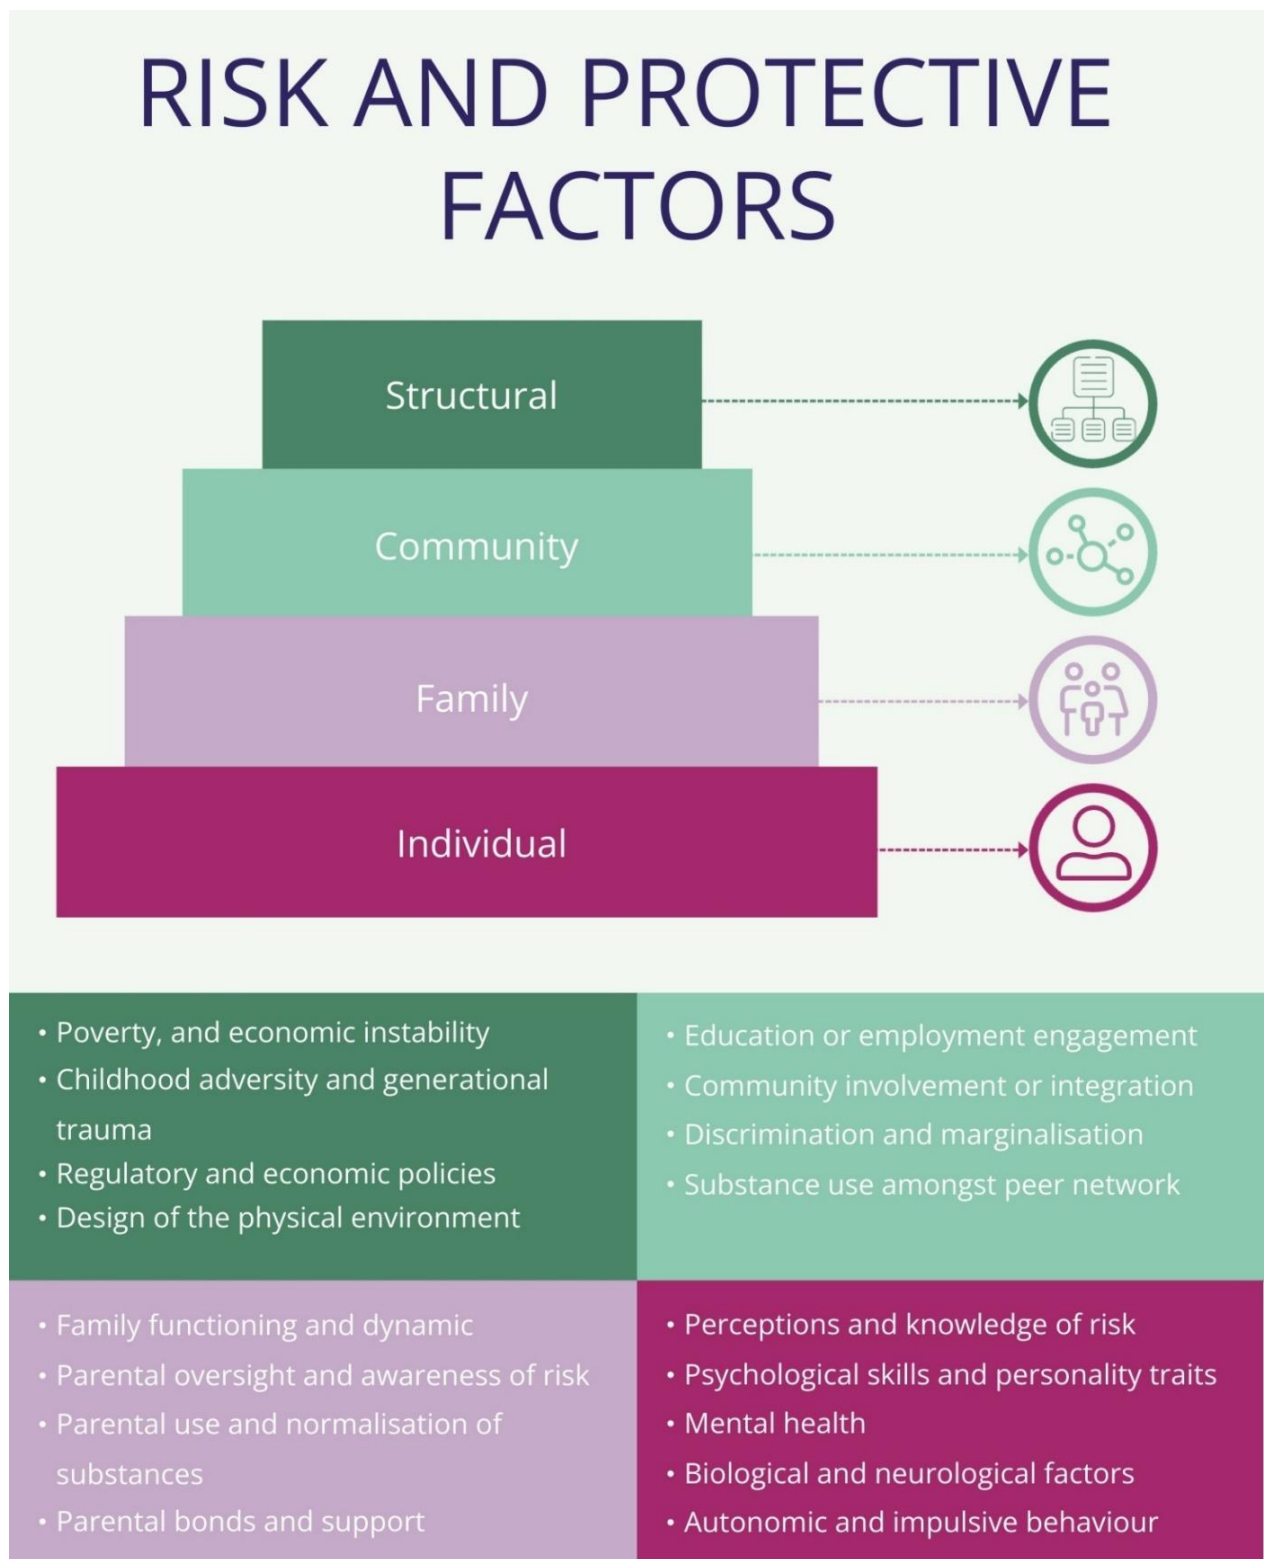 RISK AND PROTECTIVE
FACTORS
Structural
Community
Family
Individual
• Poverty, and economic instability
• Childhood adversity and generational
trauma
• Regulatory and economic policies
• Design of the physical environment
• Education or employment engagement
• Community involvement or integration
• Discrimination and marginalisation
• Substance use amongst peer network
• Family functioning and dynamic
• Parental oversight and awareness of risk
• Parental use and normalisation of
substances
• Parental bonds and support
• Perceptions and knowledge of risk
• Psychological skills and personality traits
• Mental health
• Biological and neurological factors
• Autonomic and impulsive behaviour